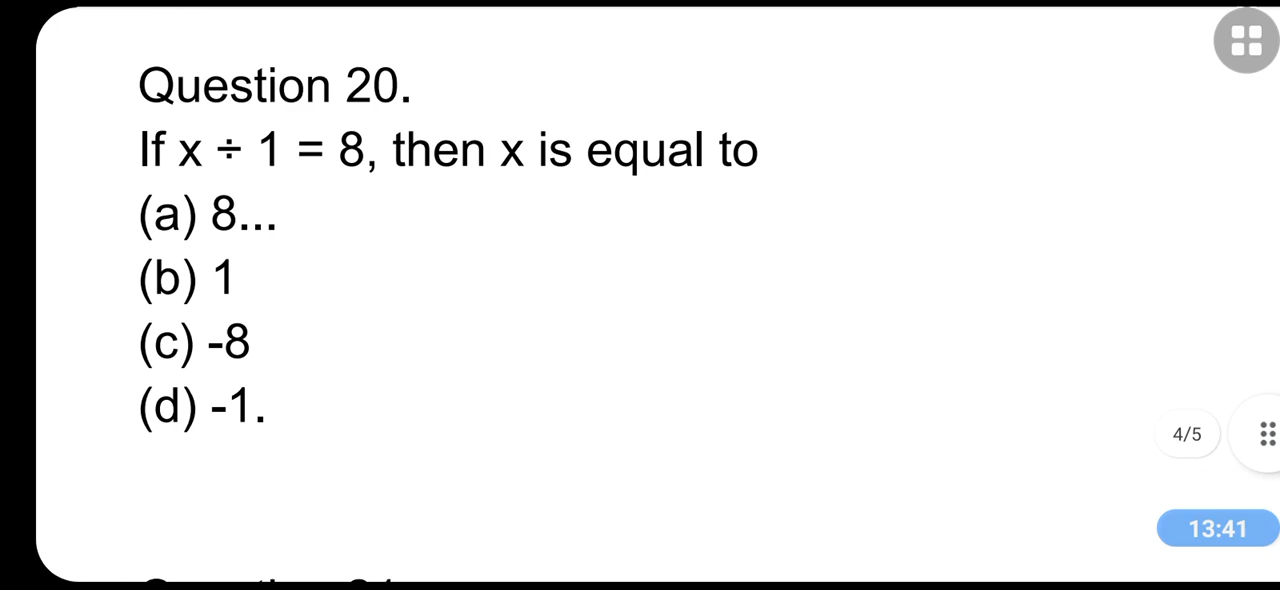 Question 20.
If x ÷ 1 = 8, then x is equal to
(a) 8...
(b) 1
(c) -8
(d) -1.
4/5
13:41